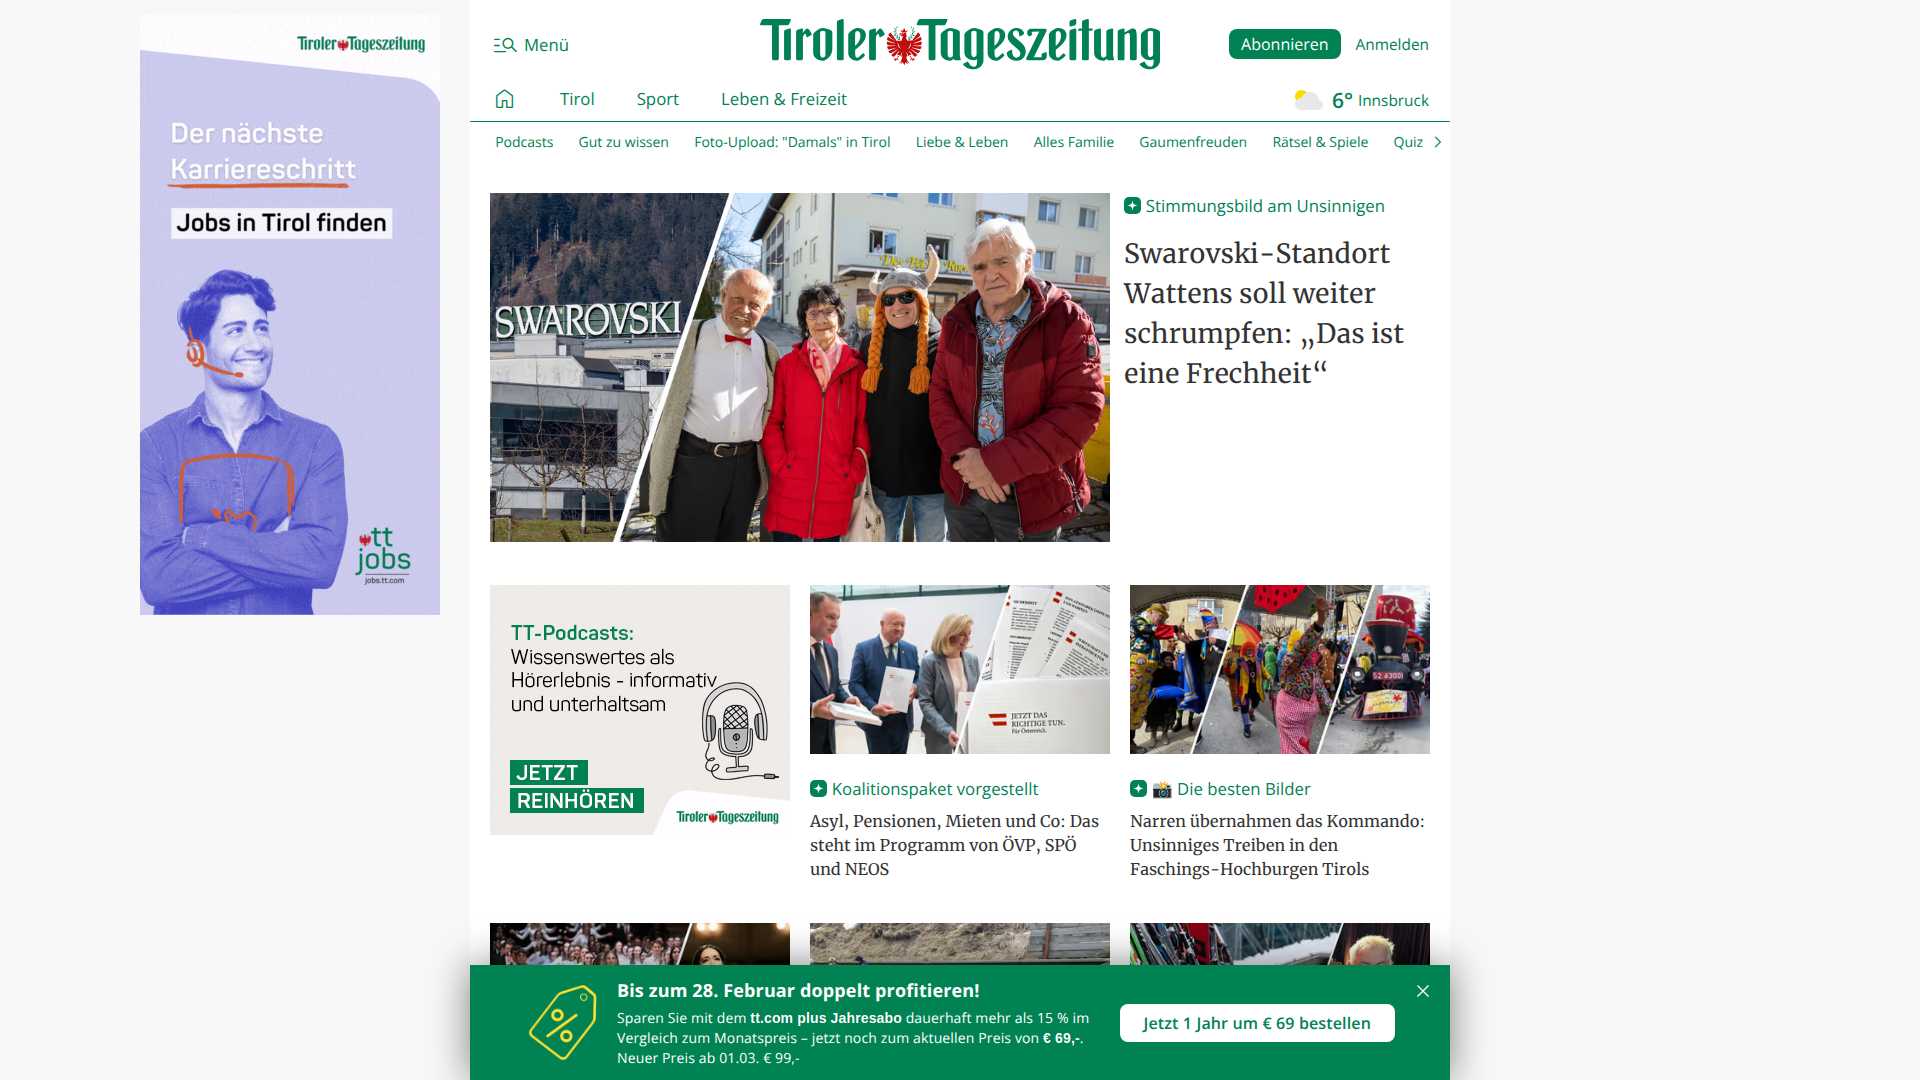 Tiroler Tageszeitung
Der nächste
Karriereschritt
Jobs in Tirol finden
tt
jobs
jobs.tt.com
Menü
Tiroler Tageszeitung
Abonnieren
Anmelden
Tirol
Sport
Leben & Freizeit
6° Innsbruck
Podcasts
Gut zu wissen
Foto-Upload: "Damals" in Tirol
Liebe & Leben
Alles Familie
Gaumenfreuden
Rätsel & Spiele
Quiz
SWAROVSKI
Stimmungsbild am Unsinnigen
Swarovski-Standort
Wattens soll weiter
schrumpfen: „Das ist
eine Frechheit“
TT-Podcasts:
Wissenswertes als
Hörerlebnis - informativ
und unterhaltsam
JETZT
REINHÖREN
Tiroler Tageszeitung
JETZT DAS
RICHTIGE TUN.
Für Österreich.
Koalitionspaket vorgestellt
Asyl, Pensionen, Mieten und Co: Das
steht im Programm von ÖVP, SPÖ
und NEOS
Die besten Bilder
Narren übernahmen das Kommando:
Unsinniges Treiben in den
Faschings-Hochburgen Tirols
Bis zum 28. Februar doppelt profitieren!
Sparen Sie mit dem tt.com plus Jahresabo dauerhaft mehr als 15 % im
Vergleich zum Monatspreis – jetzt noch zum aktuellen Preis von € 69,-.
Neuer Preis ab 01.03. € 99,-
Jetzt 1 Jahr um € 69 bestellen